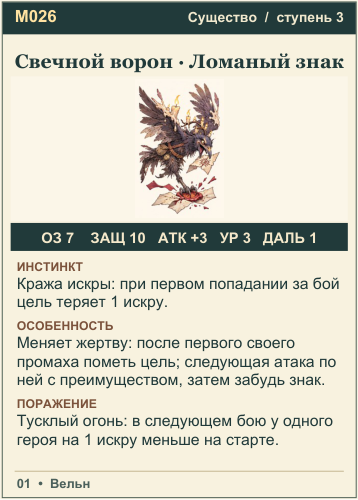 M026
Существо / ступень 3
Свечной ворон · Ломаный знак
ОЗ 7 ЗАЩ 10 АТК +3 УР 3 ДАЛЬ 1
ИНСТИНКТ
Кража искры: при первом попадании за бой
цель теряет 1 искру.
ОСОБЕННОСТЬ
Меняет жертву: после первого своего
промаха пометь цель; следующая атака по
ней с преимуществом, затем забудь знак.
ПОРАЖЕНИЕ
Тусклый огонь: в следующем бою у одного
героя на 1 искру меньше на старте.
01 • Вельн